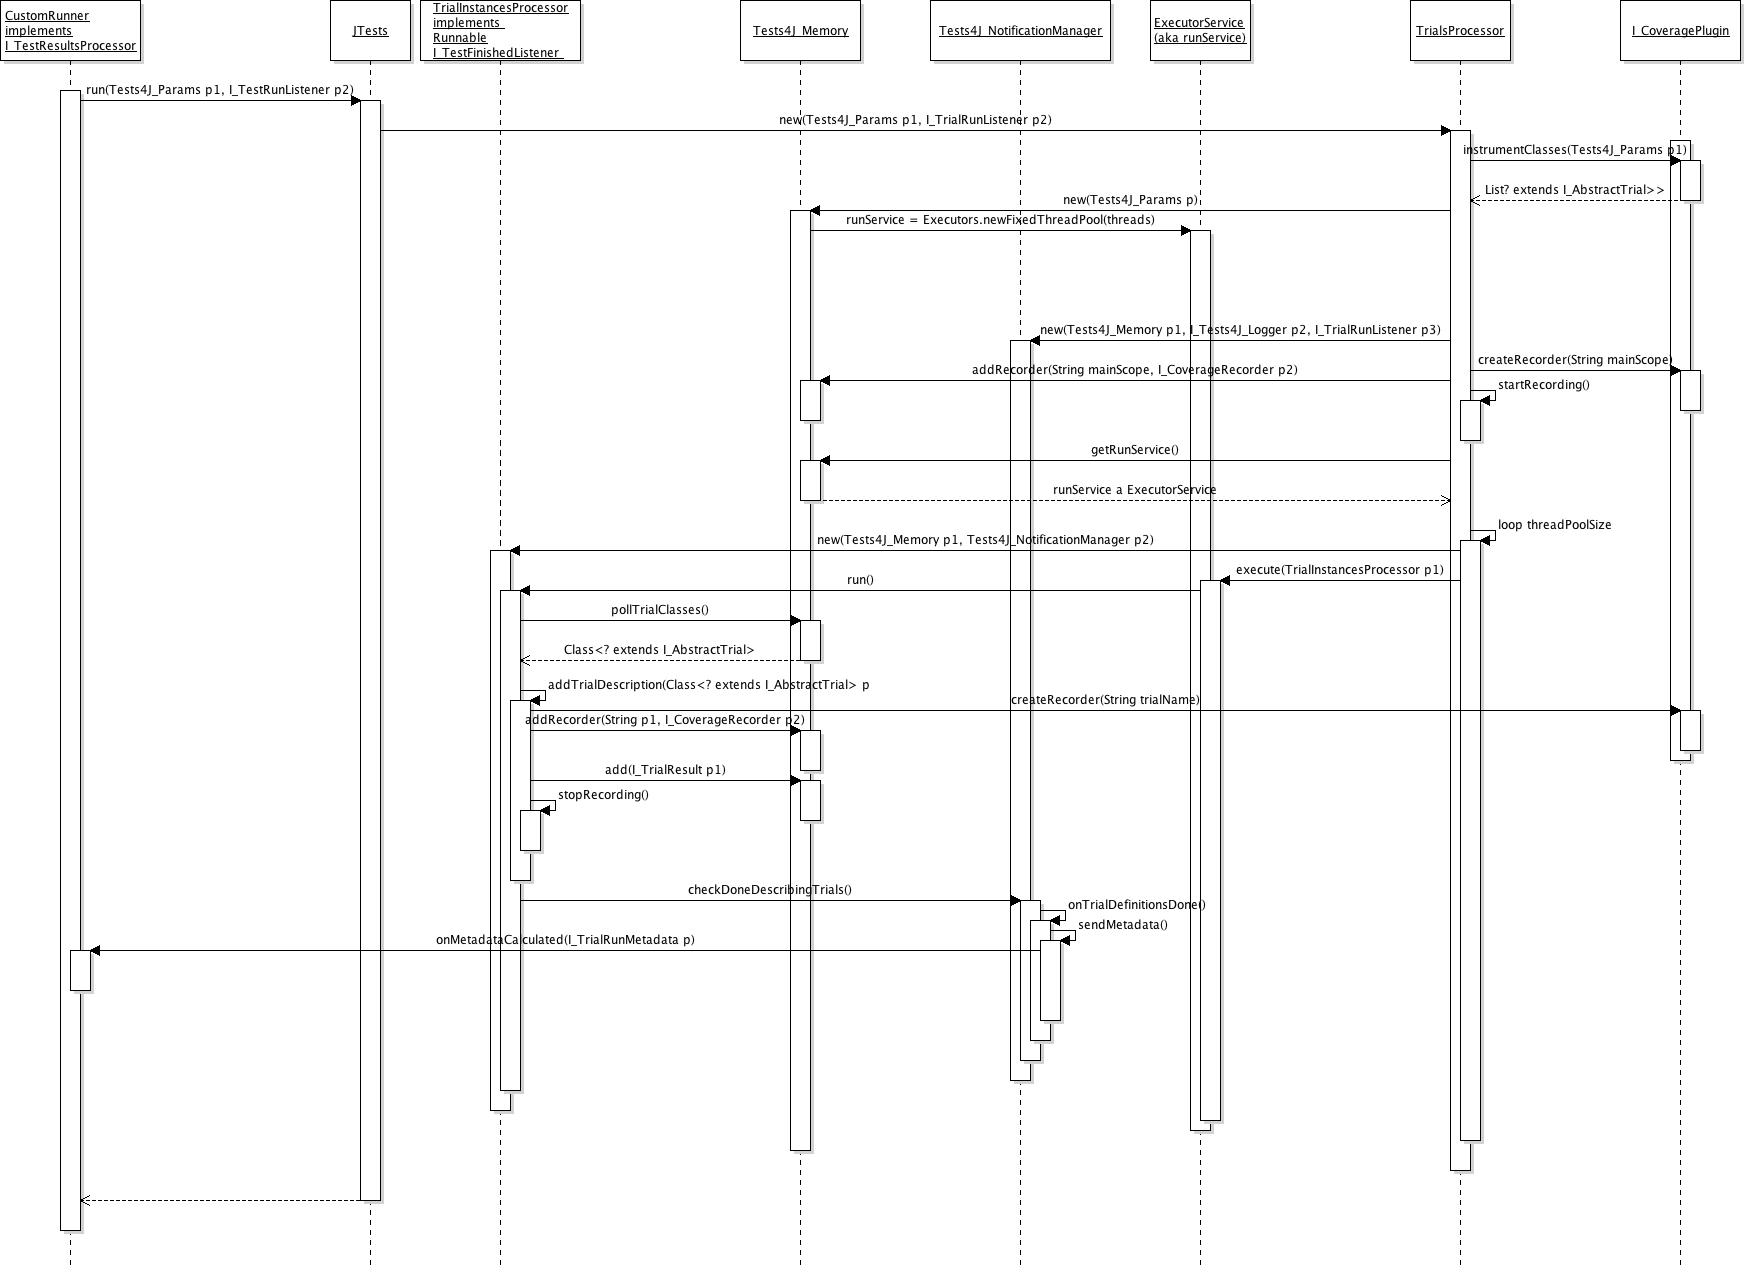 CustomRunner
implements
I_TestResultsProcessor
JTests
TrialInstancesProcessor
implements
Runnable
I_TestFinishedListener
Tests4J_Memory
Tests4J_NotificationManager
ExecutorService
(aka runService)
TrialsProcessor
I_CoveragePlugin
run(Tests4J_Params p1, I_TestRunListener p2)
new(Tests4J_Params p1, I_TrialRunListener p2)
instrumentClasses(Tests4J_Params p1)
List? extends I_AbstractTrial>>
new(Tests4J_Params p)
runService = Executors.newFixedThreadPool(threads)
new(Tests4J_Memory p1, I_Tests4J_Logger p2, I_TrialRunListener p3)
createRecorder(String mainScope)
addRecorder(String mainScope, I_CoverageRecorder p2)
startRecording()
getRunService()
runService a ExecutorService
loop threadPoolSize
new(Tests4J_Memory p1, Tests4J_NotificationManager p2)
execute(TrialInstancesProcessor p1)
run()
pollTrialClasses()
Class<? extends I_AbstractTrial>
addTrialDescription(Class<? extends I_AbstractTrial> p
createRecorder(String trialName)
addRecorder(String p1, I_CoverageRecorder p2)
add(I_TrialResult p1)
stopRecording()
checkDoneDescribingTrials()
onTrialDefinitionsDone()
sendMetadata()
onMetadataCalculated(I_TrialRunMetadata p)